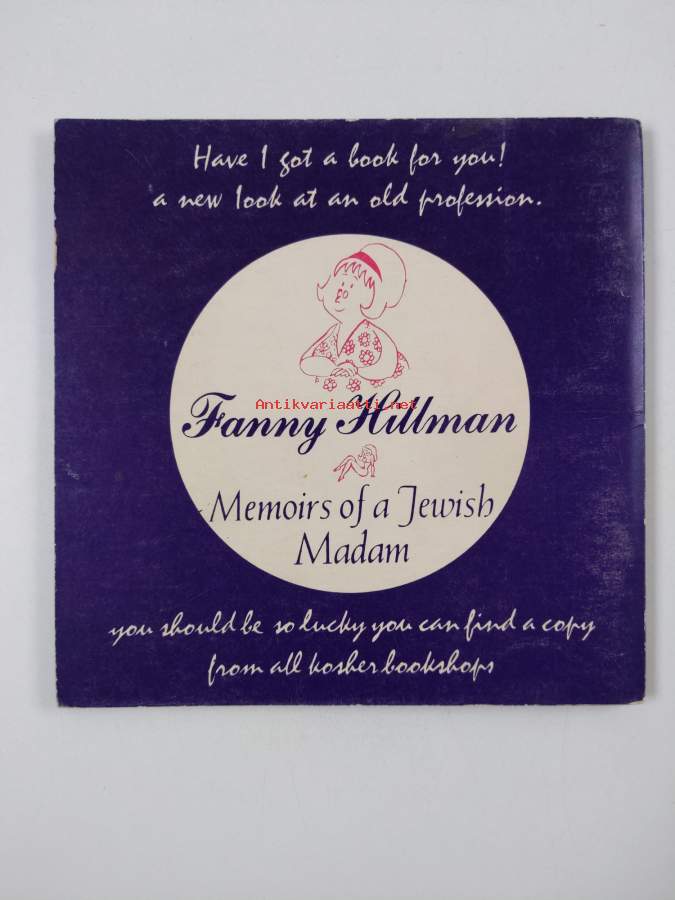 Have I got a book for you!
a new look at an old profession.
Antikvariaatti.net
Fanny Hillman
Memoirs of a Jewish
Madam
you should be so lucky you can find a copy
from all kosher bookshops